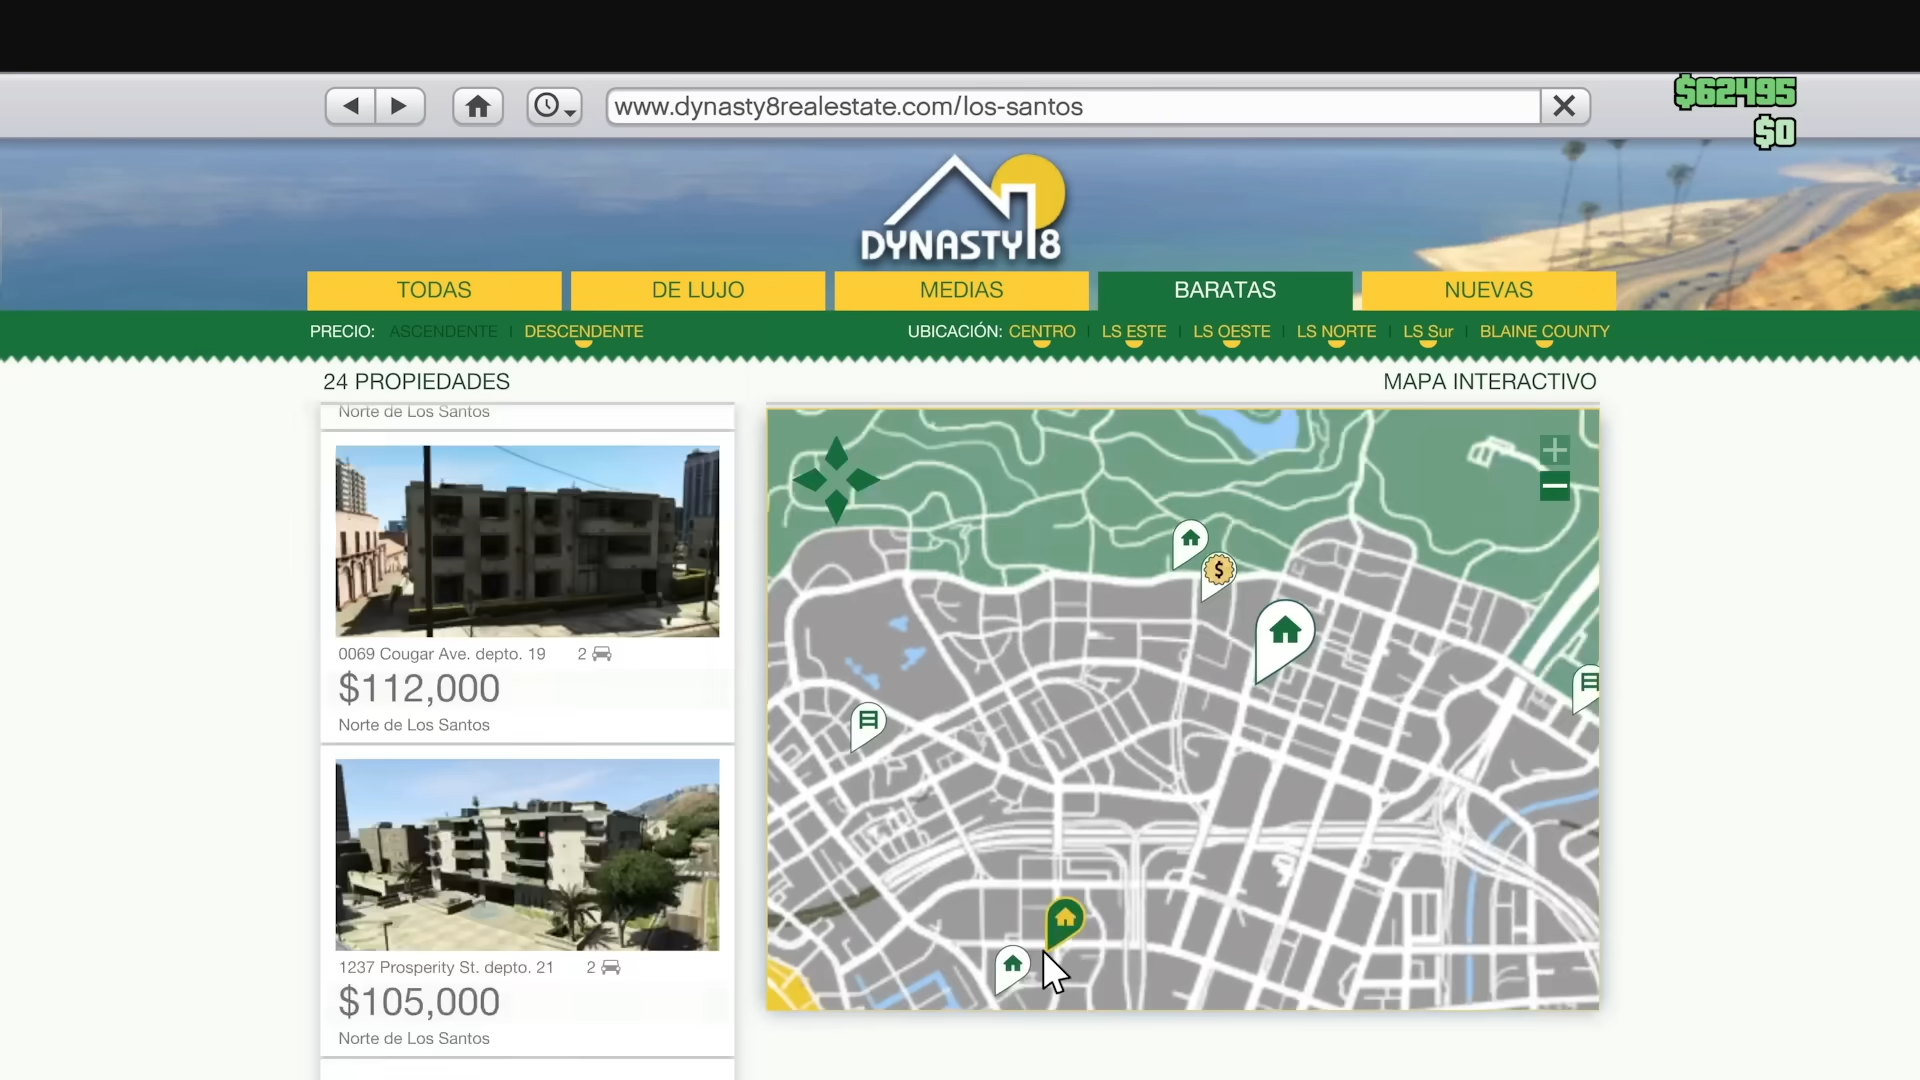 www.dynasty8realestate.com/los-santos
$62495
$0
DYNASTY 8
TODAS
DE LUJO
MEDIAS
BARATAS
NUEVAS
PRECIO: ASCENDENTE | DESCENDENTE
UBICACIÓN: CENTRO | LS ESTE | LS OESTE | LS NORTE | LS Sur | BLAINE COUNTY
24 PROPIEDADES
MAPA INTERACTIVO
Norte de Los Santos
0069 Cougar Ave. depto. 19 2
$112,000
Norte de Los Santos
1237 Prosperity St. depto. 21 2
$105,000
Norte de Los Santos
$